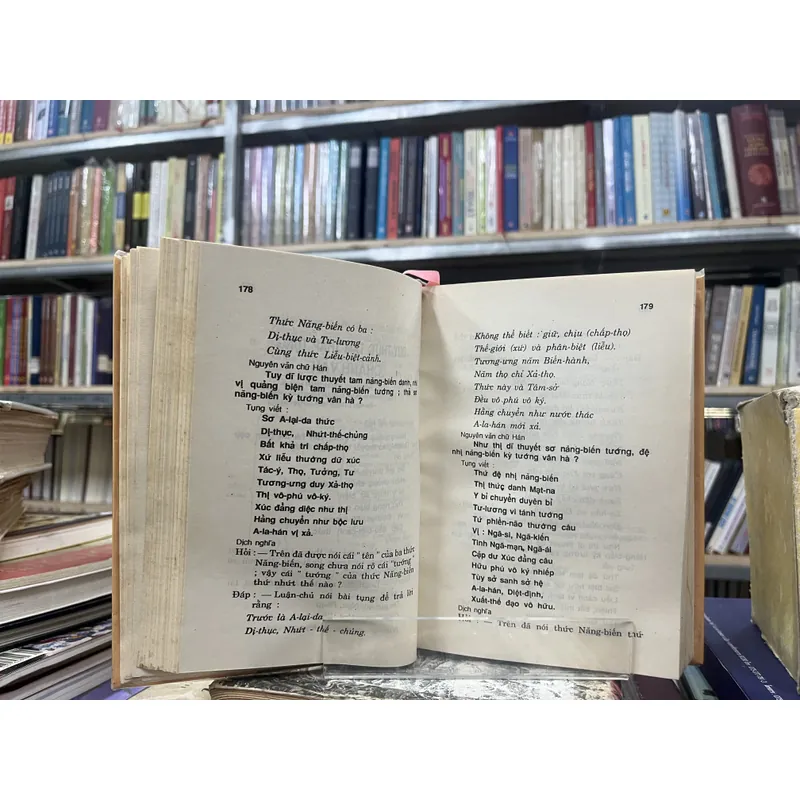 178
Thức Năng-biến có ba :
Dị-thục và Tư-lương
Cùng thức Liễu-biệt-cảnh.
Nguyên văn chữ Hán
Tuy dĩ lược thuyết tam năng-biến danh, nhi
vị quảng biện tam năng-biến tướng ; thả sơ
năng-biến kỳ tướng vân hà ?
Tụng viết :
Sơ A-lại-da thức
Dị-thục, Nhứt-thế-chủng
Bất khả tri chấp-thọ
Xứ liễu thường dữ xúc
Tác-ý, Thọ, Tưởng, Tư
Tương-ưng duy Xả-thọ
Thị vô-phú vô-ký.
Xúc đẳng diệc như thị
Hằng chuyển như bộc lưu
A-la-hán vị xả.
Dịch nghĩa
Hỏi : — Trên đã được nói cái " tên " của ba thức
Năng-biến, song chưa nói rõ cái " tướng "
; vậy cái " tướng " của thức Năng-biến
thứ nhứt thế nào ?
Đáp : — Luận-chủ nói bài tụng để trả lời
rằng :
Trước là A-lại-da
Dị-thục, Nhứt - thế - chủng.
179
Không thể biết : giữ, chịu (chấp-thọ)
Thế-giới (xứ) và phân-biệt (liễu).
Tương-ưng năm Biến-hành,
Năm thọ chỉ Xả-thọ.
Thức này và Tâm-sở
Đều vô phú vô ký.
Hằng chuyển như nước thác
A-la-hán mới xả.
Nguyên văn chữ Hán
Như thị dĩ thuyết sơ năng-biến tướng, đệ
nhị năng-biến kỳ tướng vân hà ?
Tụng viết :
Thứ đệ nhị năng-biến
Thị thức danh Mạt-na
Y bỉ chuyển duyên bỉ
Tư-lương vi tánh tướng
Tứ phiền-não thường câu
Vị : Ngã-si, Ngã-kiến
Tinh Ngã-mạn, Ngã-ái
Cập dư Xúc đẳng câu
Hữu phú vô ký nhiếp
Tùy sở sanh sở hệ
A-la-hán, Diệt-định,
Xuất-thế đạo vô hữu.
Dịch nghĩa
Hỏi : — Trên đã nói thức Năng-biến thứ